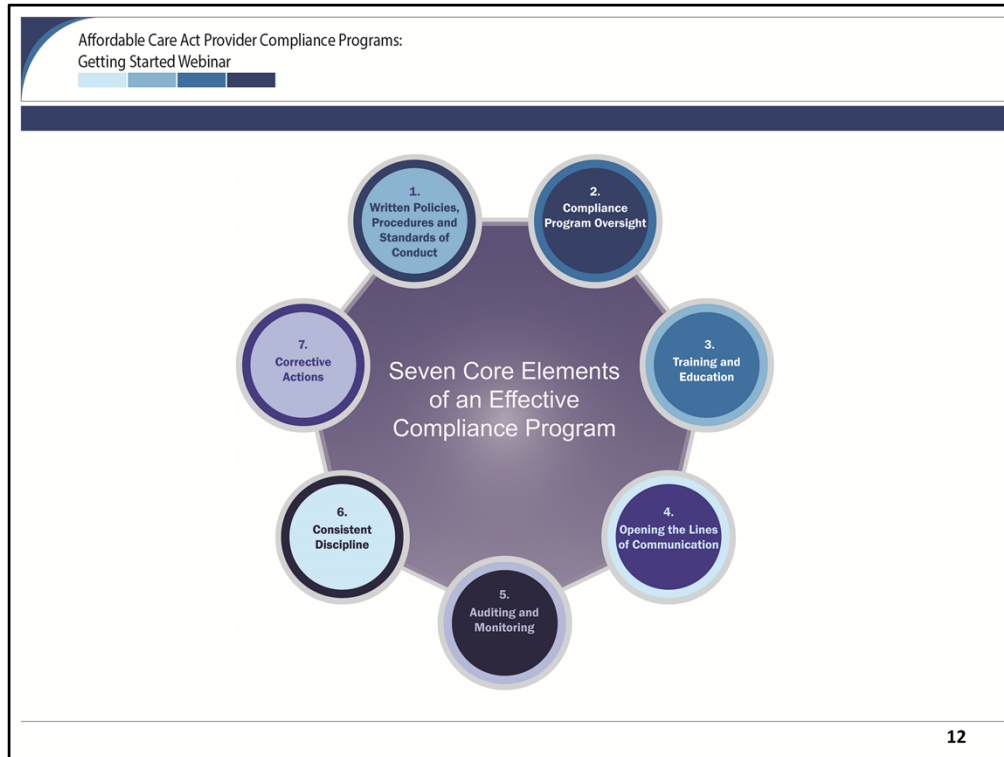 Affordable Care Act Provider Compliance Programs:
Getting Started Webinar
1.
Written Policies,
Procedures and
Standards of
Conduct
2.
Compliance
Program Oversight
3.
Training and
Education
4.
Opening the Lines
of Communication
5.
Auditing and
Monitoring
6.
Consistent
Discipline
7.
Corrective
Actions
Seven Core Elements
of an Effective
Compliance Program
12